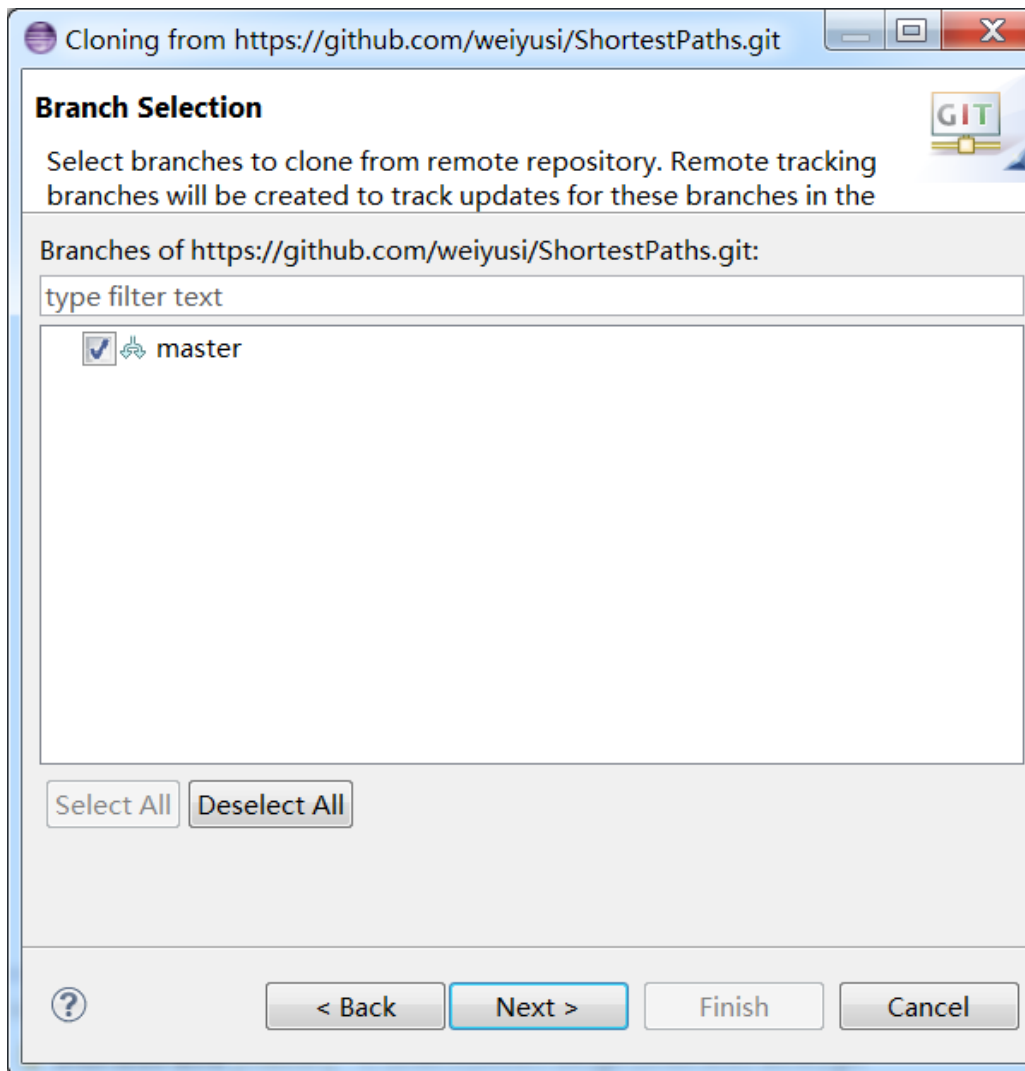 Cloning from https://github.com/weiyusi/ShortestPaths.git
Branch Selection
GIT
Select branches to clone from remote repository. Remote tracking
branches will be created to track updates for these branches in the
Branches of https://github.com/weiyusi/ShortestPaths.git:
type filter text
master
Select All Deselect All
? < Back Next > Finish Cancel